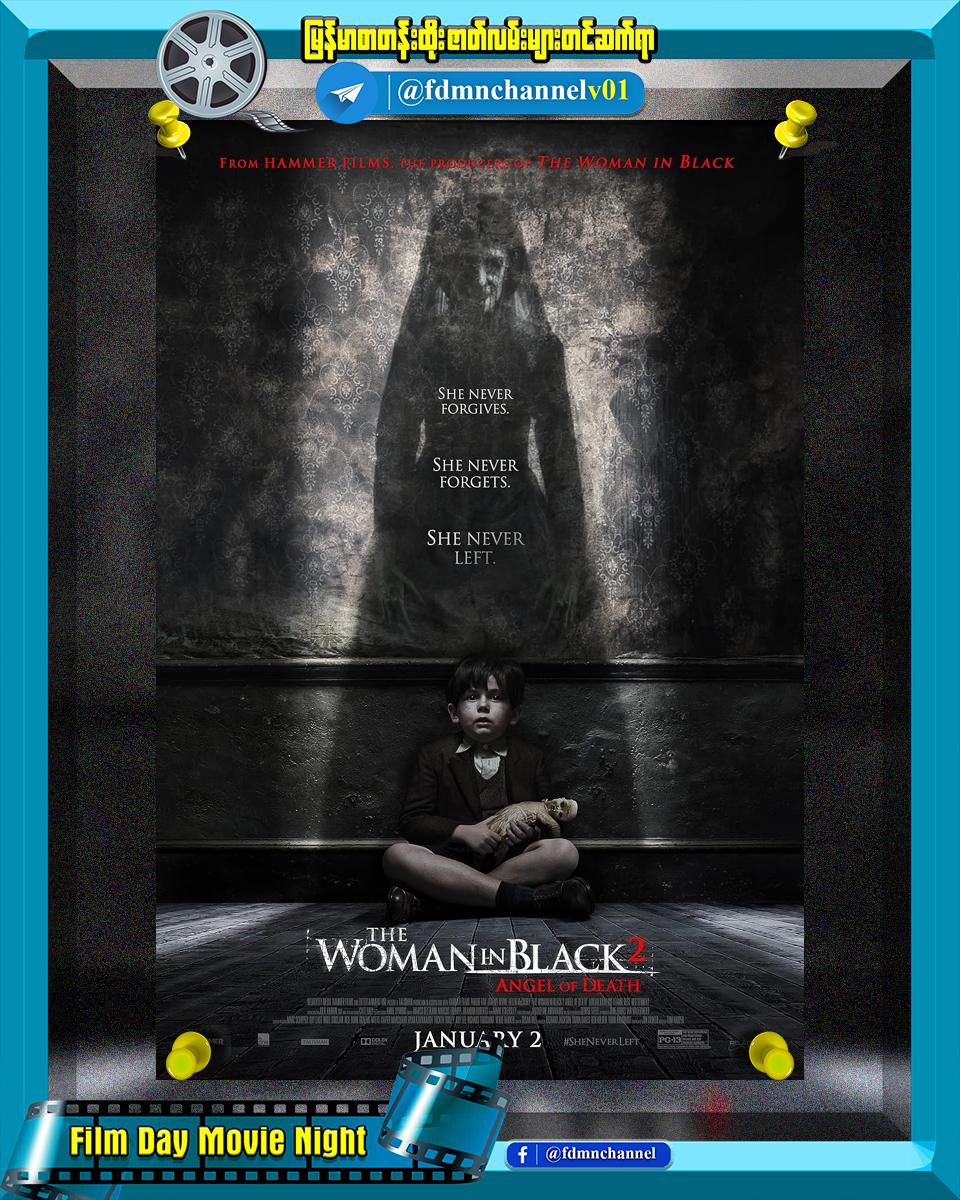 မြန်မာစာတန်းထိုးဇာတ်လမ်းများတင်ဆက်ရာ
@fdmnchannelv01
FROM HAMMER FILMS, THE PRODUCERS OF THE WOMAN IN BLACK
SHE NEVER
FORGIVES.
SHE NEVER
FORGETS.
SHE NEVER
LEFT.
THE
WOMAN IN BLACK 2
ANGEL OF DEATH
JANUARY 2
#SHENEVERLEFT
PG-13
Film Day Movie Night
@fdmnchannel